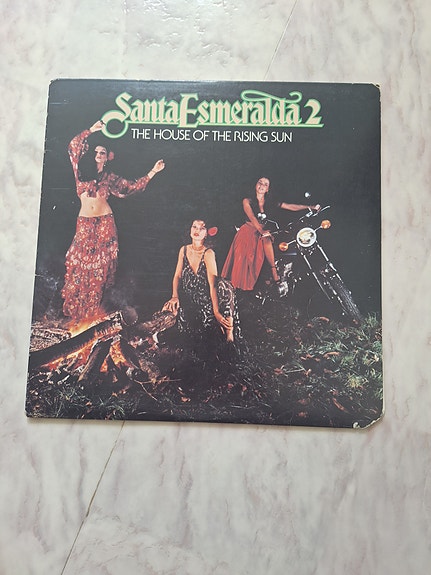 Santa Esmeralda 2
THE HOUSE OF THE RISING SUN